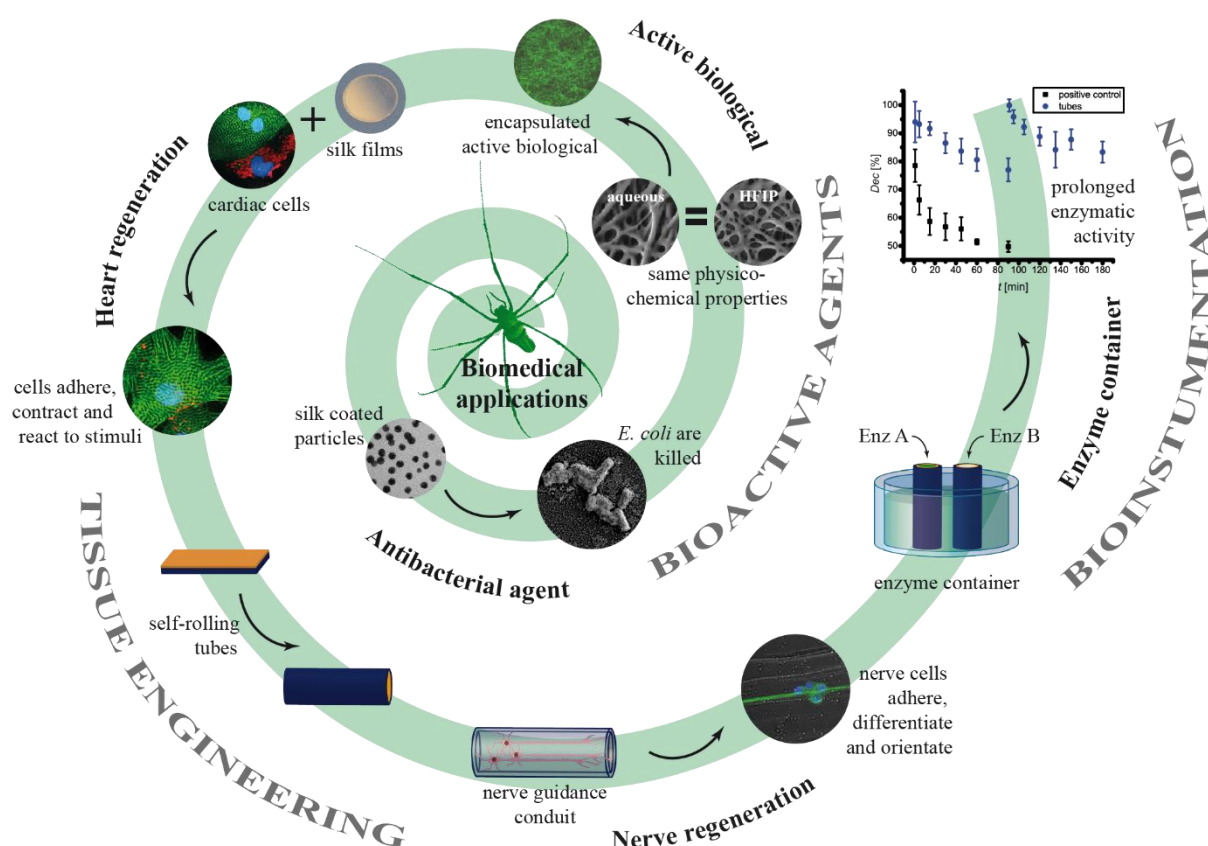 Biomedical
applications
silk coated
particles
E. coli are
killed
Antibacterial agent
BIOACTIVE AGENTS
aqueous
=
HFIP
same physico-
chemical properties
encapsulated
active biological
Active biological
silk films
+
cardiac cells
Heart regeneration
cells adhere,
contract and
react to stimuli
TISSUE ENGINEERING
self-rolling
tubes
nerve guidance
conduit
Nerve regeneration
nerve cells
adhere,
differentiate
and orientate
Enz A
Enz B
enzyme container
Enzyme container
BIOINSTUMENTATION
positive control
tubes
Dec [%]
100
90
80
70
60
50
0 20 40 60 80 100 120 140 160 180
t [min]
prolonged
enzymatic
activity